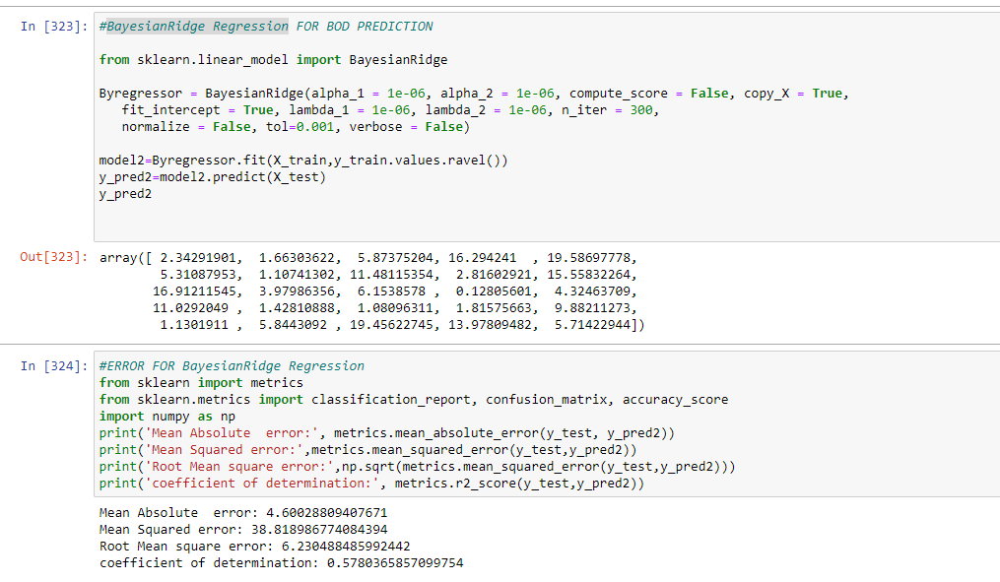 In [323]: #BayesianRidge Regression FOR BOD PREDICTION
from sklearn.linear_model import BayesianRidge
Byregressor = BayesianRidge(alpha_1 = 1e-06, alpha_2 = 1e-06, compute_score = False, copy_X = True,
fit_intercept = True, lambda_1 = 1e-06, lambda_2 = 1e-06, n_iter = 300,
normalize = False, tol=0.001, verbose = False)
model2=Byregressor.fit(X_train,y_train.values.ravel())
y_pred2=model2.predict(X_test)
y_pred2
Out[323]: array([ 2.34291901, 1.66303622, 5.87375204, 16.294241 , 19.58697778,
5.31087953, 1.10741302, 11.48115354, 2.81602921, 15.55832264,
16.91211545, 3.97986356, 6.1538578 , 0.12805601, 4.32463709,
11.0292049 , 1.42810888, 1.08096311, 1.81575663, 9.88211273,
1.1301911 , 5.8443092 , 19.45622745, 13.97809482, 5.71422944])
In [324]: #ERROR FOR BayesianRidge Regression
from sklearn import metrics
from sklearn.metrics import classification_report, confusion_matrix, accuracy_score
import numpy as np
print('Mean Absolute  error:', metrics.mean_absolute_error(y_test, y_pred2))
print('Mean Squared error:',metrics.mean_squared_error(y_test,y_pred2))
print('Root Mean square error:',np.sqrt(metrics.mean_squared_error(y_test,y_pred2)))
print('coefficient of determination:', metrics.r2_score(y_test,y_pred2))
Mean Absolute  error: 4.60028809407671
Mean Squared error: 38.818986774084394
Root Mean square error: 6.230488485992442
coefficient of determination: 0.5780365857099754